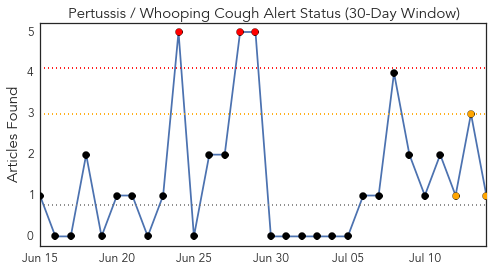 Pertussis / Whooping Cough Alert Status (30-Day Window)
Articles Found
5
4
3
2
1
0
Jun 15
Jun 20
Jun 25
Jun 30
Jul 05
Jul 10